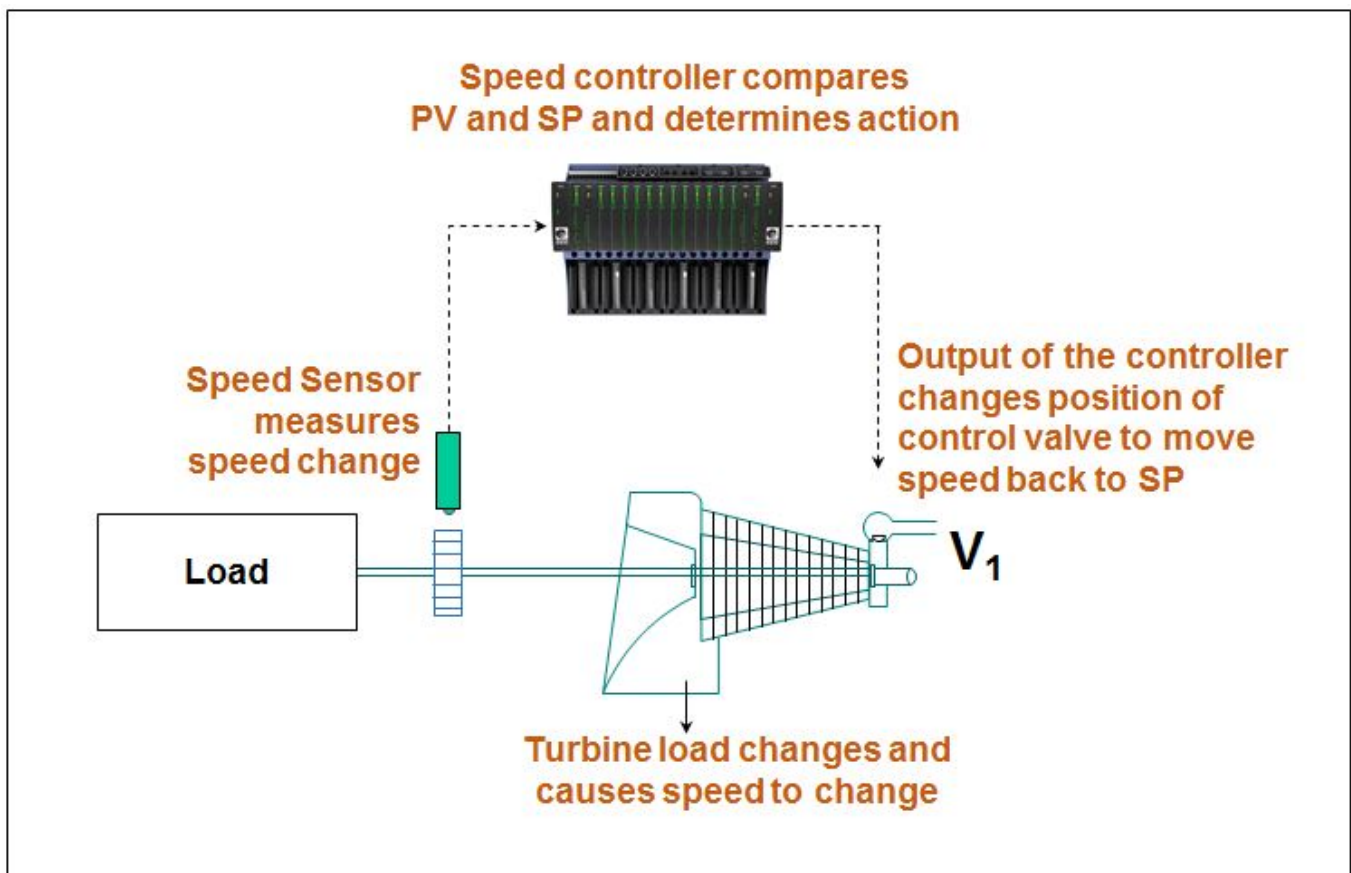 Speed controller compares
PV and SP and determines action
Speed Sensor
measures
speed change
Output of the controller
changes position of
control valve to move
speed back to SP
Load
V₁
Turbine load changes and
causes speed to change